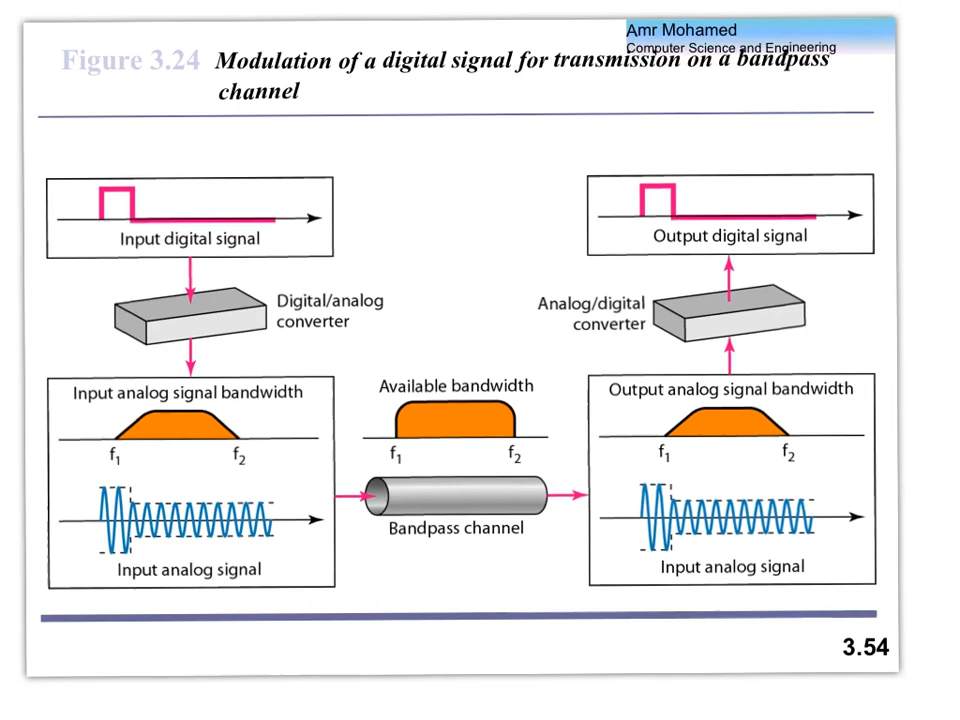 Amr Mohamed
Computer Science and Engineering
Figure 3.24 Modulation of a digital signal for transmission on a bandpass
channel
Input digital signal
Output digital signal
Digital/analog
converter
Analog/digital
converter
Input analog signal bandwidth
Available bandwidth
Output analog signal bandwidth
f1 f2
f1 f2
f1 f2
Bandpass channel
Input analog signal
Input analog signal
3.54